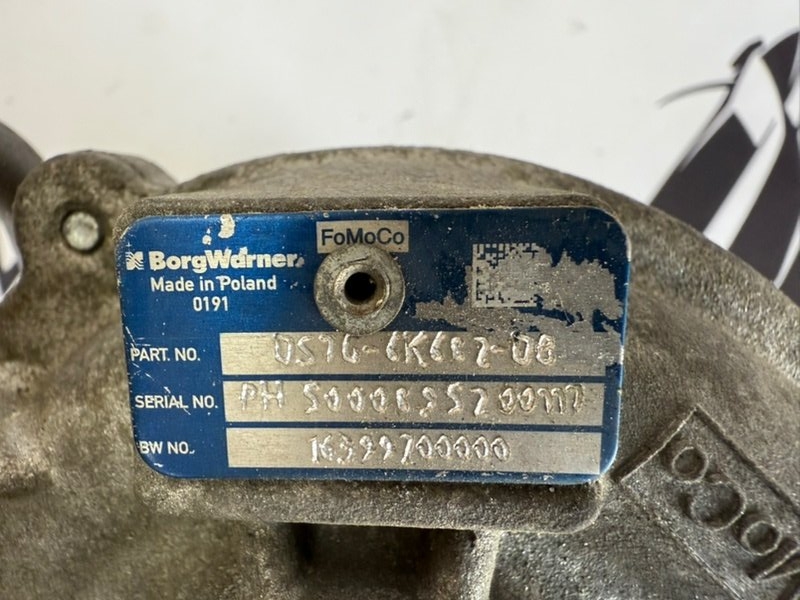 FoMoCo
BorgWarner
Made in Poland
0191
PART. NO. DS7G-6K682-DB
SERIAL NO.
BW NO. 16399700000